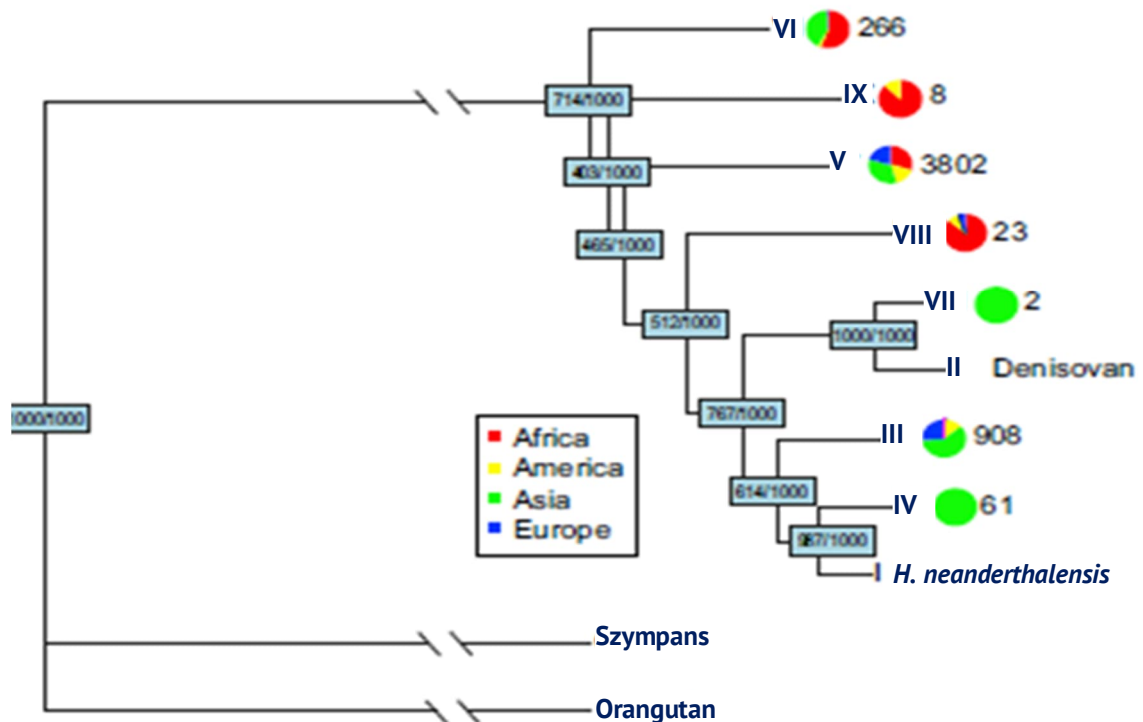 VI 266
714/1000
IX 8
403/1000
V 3802
465/1000
VIII 23
512/1000
VII 2
1000/1000
II Denisovan
1000/1000
767/1000
Africa
America
Asia
Europe
III 908
614/1000
IV 61
987/1000
I H. neanderthalensis
Szympans
Orangutan